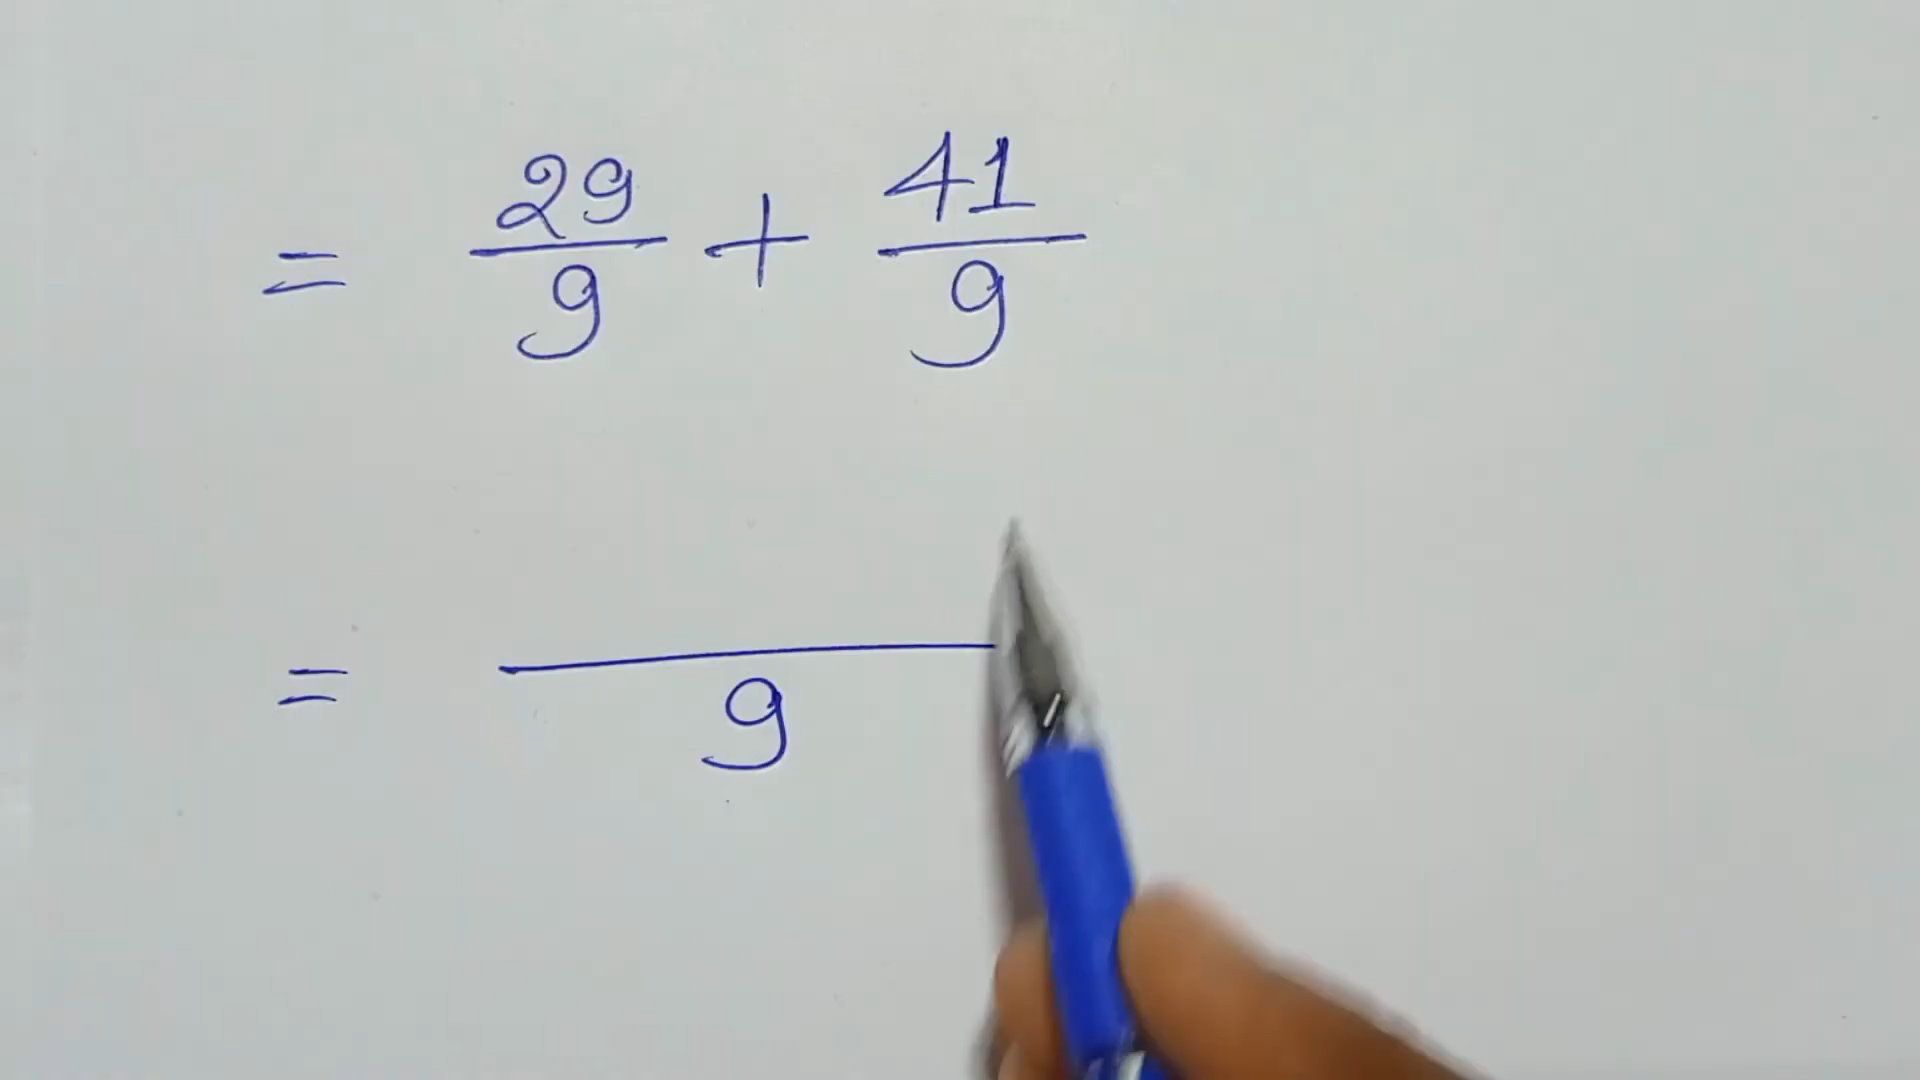 = 29/9 + 41/9
= /9